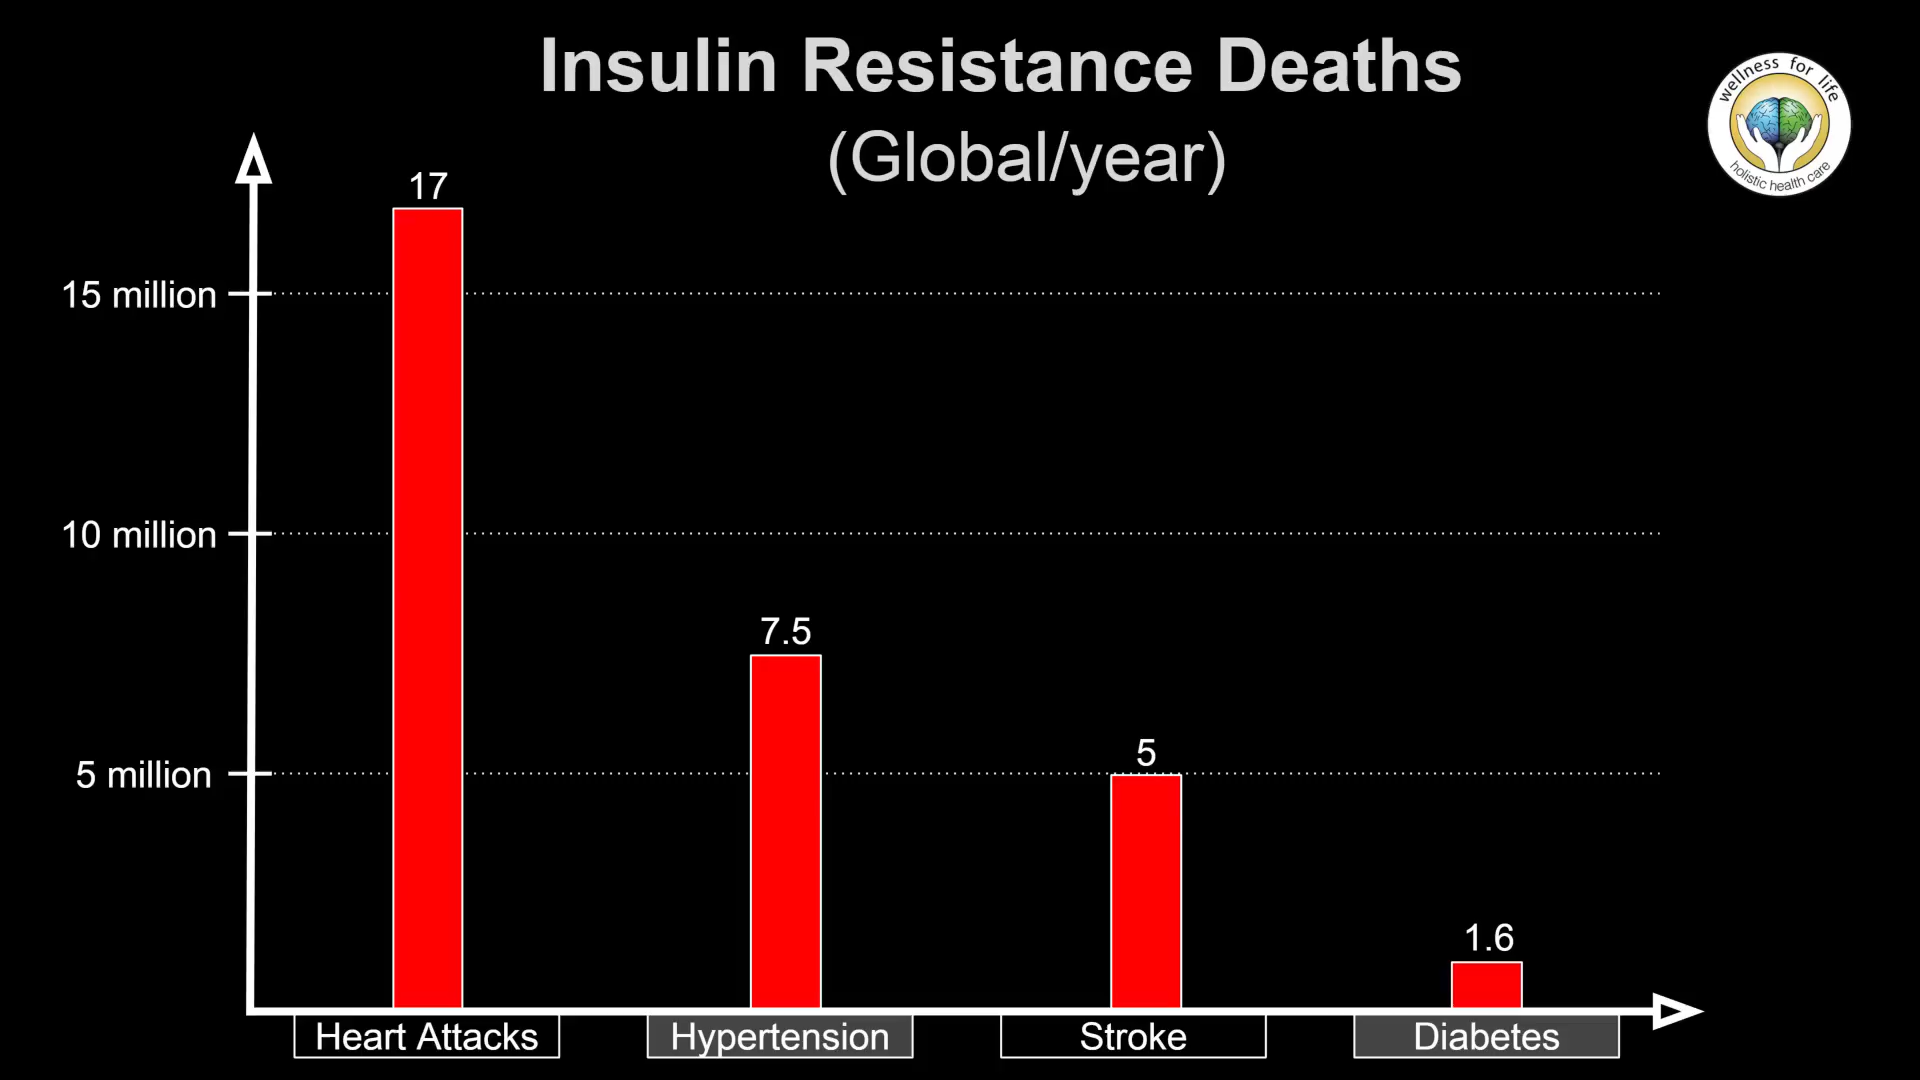 Insulin Resistance Deaths
(Global/year)
wellness for life
holistic health care
17
15 million
10 million
7.5
5
5 million
1.6
Heart Attacks
Hypertension
Stroke
Diabetes